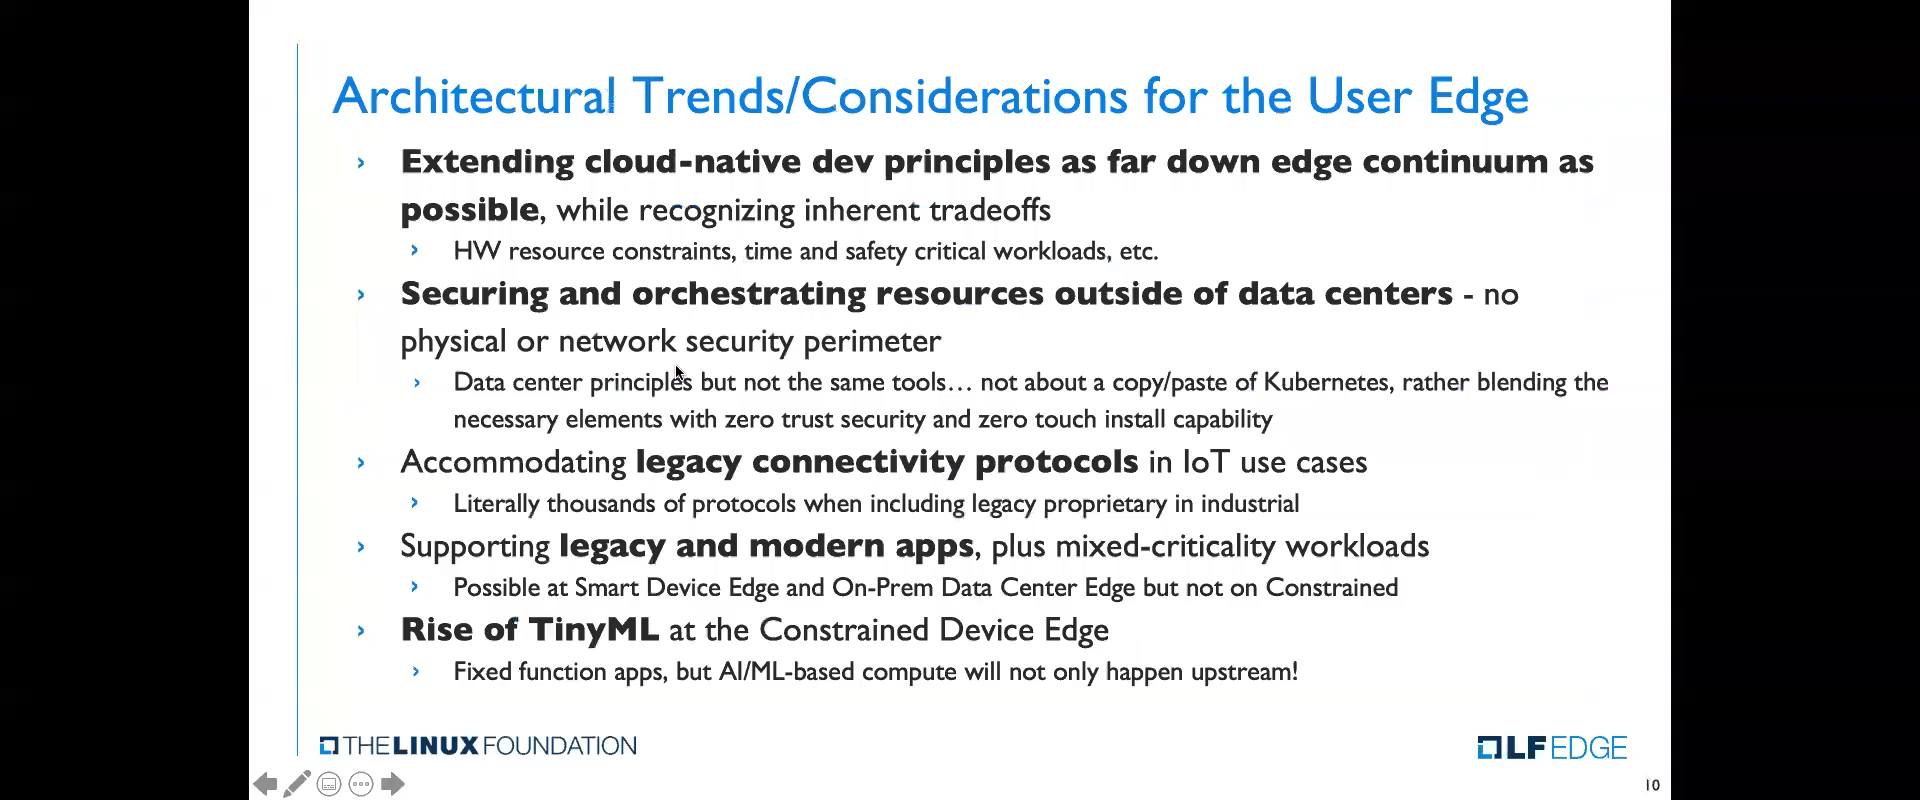 Architectural Trends/Considerations for the User Edge
› Extending cloud-native dev principles as far down edge continuum as
possible, while recognizing inherent tradeoffs
› HW resource constraints, time and safety critical workloads, etc.
› Securing and orchestrating resources outside of data centers - no
physical or network security perimeter
› Data center principles but not the same tools… not about a copy/paste of Kubernetes, rather blending the
necessary elements with zero trust security and zero touch install capability
› Accommodating legacy connectivity protocols in IoT use cases
› Literally thousands of protocols when including legacy proprietary in industrial
› Supporting legacy and modern apps, plus mixed-criticality workloads
› Possible at Smart Device Edge and On-Prem Data Center Edge but not on Constrained
› Rise of TinyML at the Constrained Device Edge
› Fixed function apps, but AI/ML-based compute will not only happen upstream!
THE LINUX FOUNDATION
LF EDGE
10